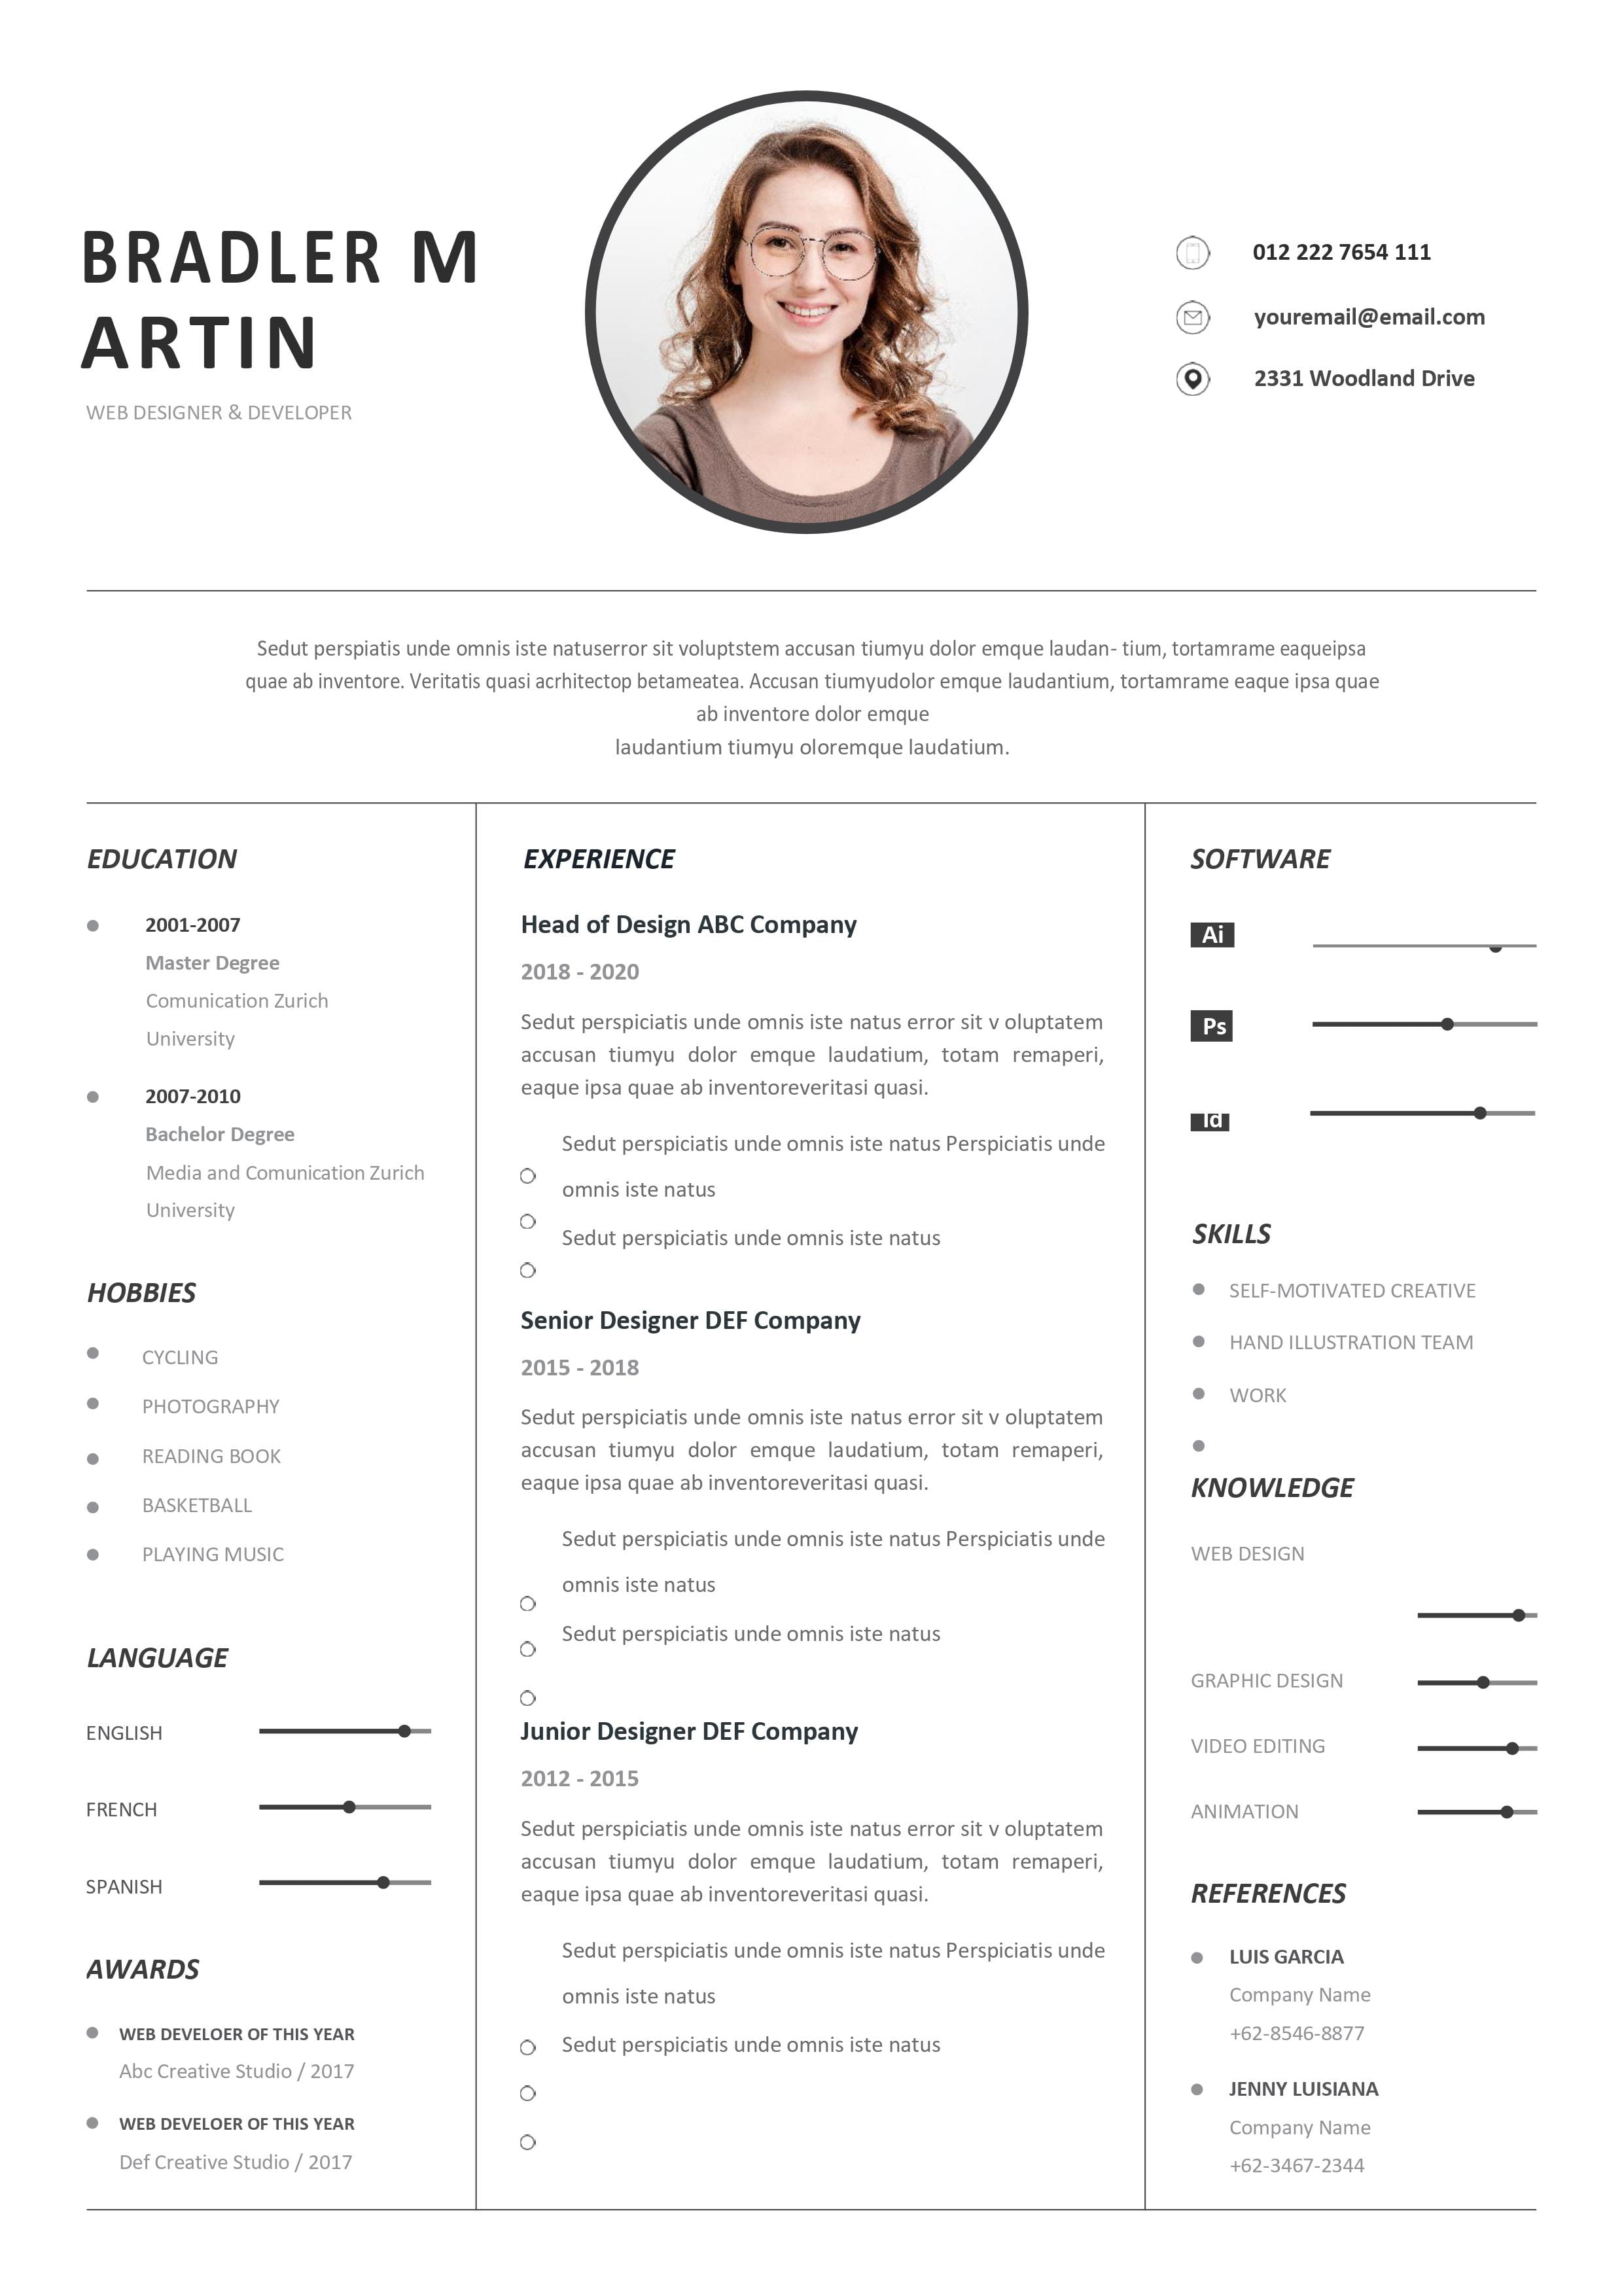 BRADLER M
ARTIN
WEB DESIGNER & DEVELOPER
012 222 7654 111
youremail@email.com
2331 Woodland Drive
Sedut perspiatis unde omnis iste natuserror sit voluptstem accusan tiumyu dolor emque laudan- tium, tortamrame eaqueipsa
quae ab inventore. Veritatis quasi acrhitectop betameatea. Accusan tiumyudolor emque laudantium, tortamrame eaque ipsa quae
ab inventore dolor emque
laudantium tiumyu oloremque laudatium.
EDUCATION
2001-2007
Master Degree
Comunication Zurich
University
2007-2010
Bachelor Degree
Media and Comunication Zurich
University
HOBBIES
CYCLING
PHOTOGRAPHY
READING BOOK
BASKETBALL
PLAYING MUSIC
LANGUAGE
ENGLISH
FRENCH
SPANISH
AWARDS
WEB DEVELOER OF THIS YEAR
Abc Creative Studio / 2017
WEB DEVELOER OF THIS YEAR
Def Creative Studio / 2017
EXPERIENCE
Head of Design ABC Company
2018 - 2020
Sedut perspiciatis unde omnis iste natus error sit v oluptatem
accusan tiumyu dolor emque laudatium, totam remaperi,
eaque ipsa quae ab inventoreveritasi quasi.
Sedut perspiciatis unde omnis iste natus Perspiciatis unde
omnis iste natus
Sedut perspiciatis unde omnis iste natus
Senior Designer DEF Company
2015 - 2018
Sedut perspiciatis unde omnis iste natus error sit v oluptatem
accusan tiumyu dolor emque laudatium, totam remaperi,
eaque ipsa quae ab inventoreveritasi quasi.
Sedut perspiciatis unde omnis iste natus Perspiciatis unde
omnis iste natus
Sedut perspiciatis unde omnis iste natus
Junior Designer DEF Company
2012 - 2015
Sedut perspiciatis unde omnis iste natus error sit v oluptatem
accusan tiumyu dolor emque laudatium, totam remaperi,
eaque ipsa quae ab inventoreveritasi quasi.
Sedut perspiciatis unde omnis iste natus Perspiciatis unde
omnis iste natus
Sedut perspiciatis unde omnis iste natus
SOFTWARE
Ai
Ps
Id
SKILLS
SELF-MOTIVATED CREATIVE
HAND ILLUSTRATION TEAM
WORK
KNOWLEDGE
WEB DESIGN
GRAPHIC DESIGN
VIDEO EDITING
ANIMATION
REFERENCES
LUIS GARCIA
Company Name
+62-8546-8877
JENNY LUISIANA
Company Name
+62-3467-2344